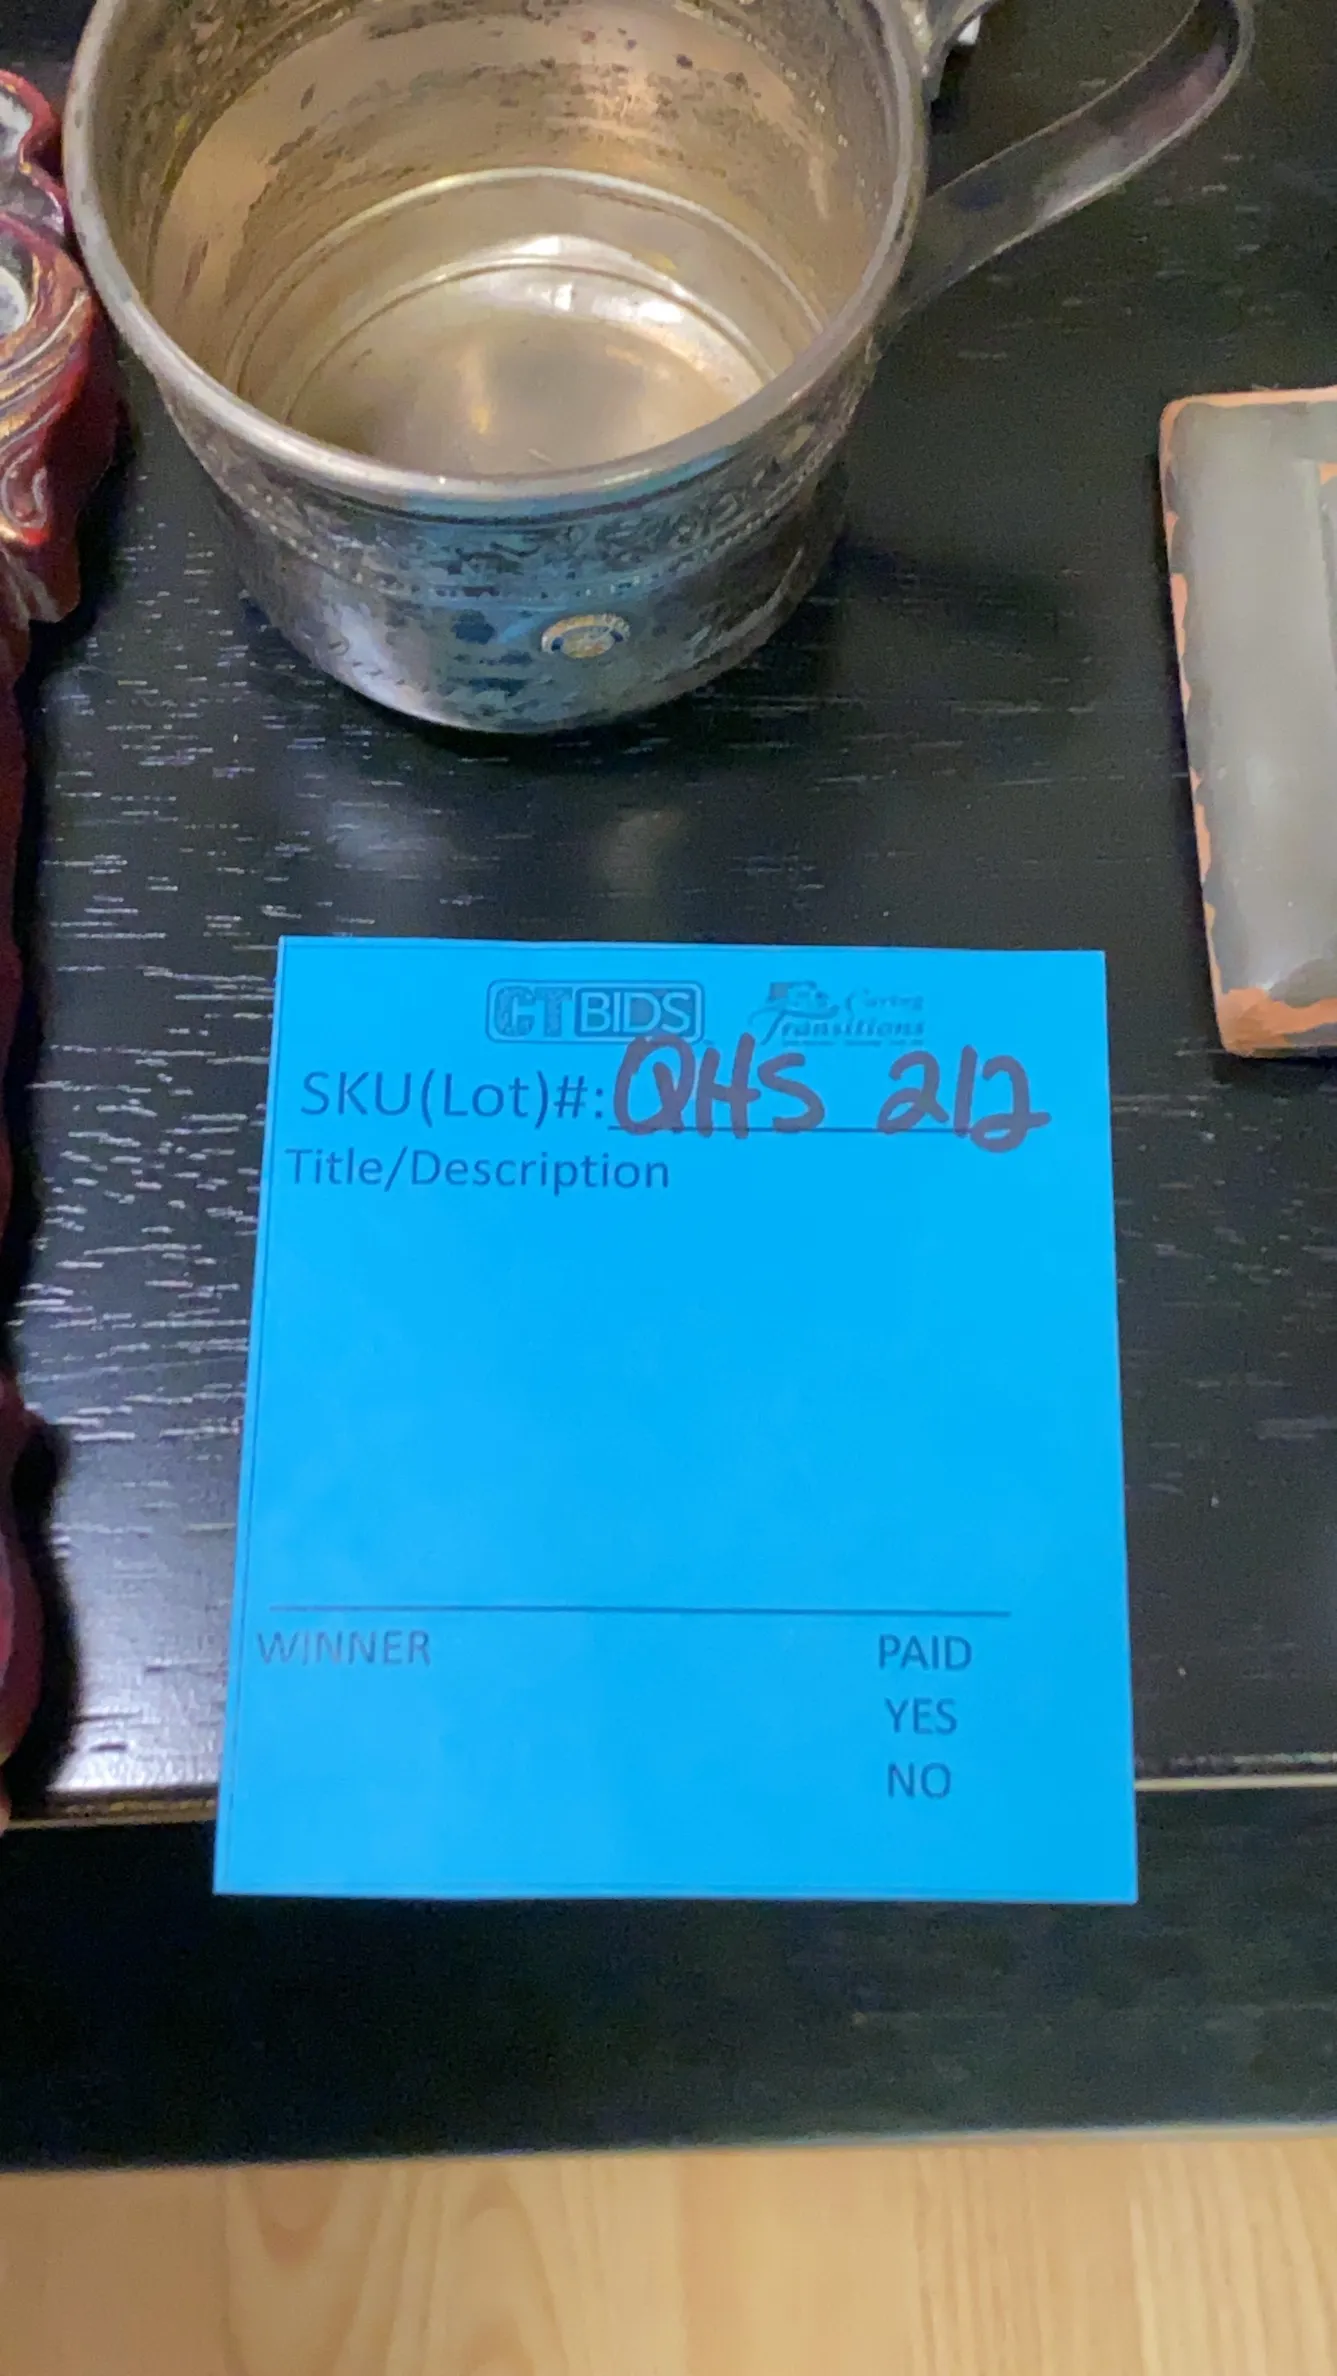 CTBIDS Caring Transitions
SKU(Lot)#: QHS 212
Title/Description
WINNER PAID
YES
NO